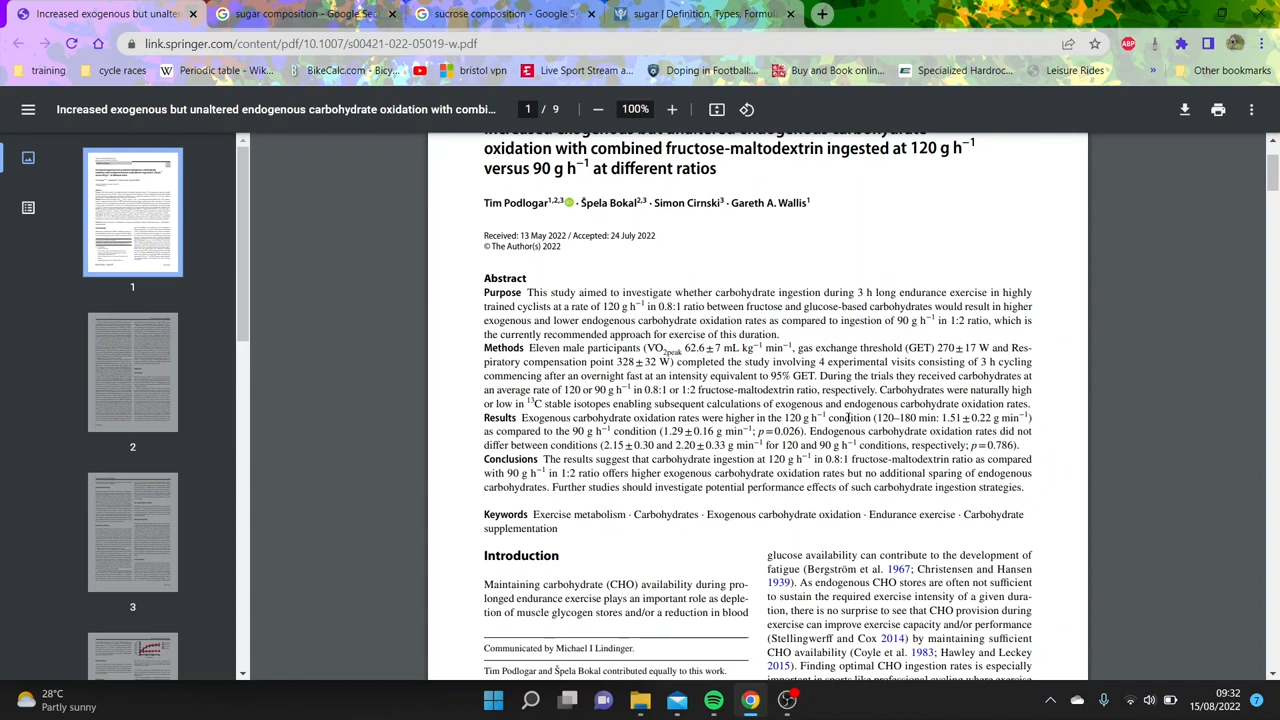 Increased exogenous but unalter
sugar composition - Google Sea
sucrose composition - Google S
sugar | Definition, Types, Formula
link.springer.com/content/pdf/10.1007/s00421-022-05019-w.pdf
ABP
training
cycle races
Periodic table - Wik...
BikeCalc.com - Bicy...
bristol vpn
Live Sport Stream a...
Doping in Football:...
Buy and Book onlin...
Specialized Hardroc...
Leisure Rides
»
Other bookmarks
Increased exogenous but unaltered endogenous carbohydrate oxidation with combi...
1 / 9
100%
oxidation with combined fructose-maltodextrin ingested at 120 g h⁻¹
versus 90 g h⁻¹ at different ratios
Tim Podlogar¹,²,³ · Špela Bokal²,³ · Simon Cirnski³ · Gareth A. Wallis¹
Received: 13 May 2022 / Accepted: 24 July 2022
© The Author(s) 2022
Abstract
Purpose This study aimed to investigate whether carbohydrate ingestion during 3 h long endurance exercise in highly
trained cyclists at a rate of 120 g h⁻¹ in 0.8:1 ratio between fructose and glucose-based carbohydrates would result in higher
exogenous and lower endogenous carbohydrate oxidation rates as compared to ingestion of 90 g h⁻¹ in 1:2 ratio, which is
the currently recommended approach for exercise of this duration.
Methods Eleven male participants (V̇O₂peak 62.6 ± 7 mL kg⁻¹ min⁻¹, gas exchange threshold (GET) 270 ± 17 W and Res-
piratory compensation point 328 ± 32 W) completed the study involving 4 experimental visits consisting of 3 h cycling
commencing after an overnight fast at an intensity equivalent to 95% GET. During the trials they received carbohydrates at
an average rate of 120 or 90 g h⁻¹ in 0.8:1 or 1:2 fructose-maltodextrin ratio, respectively. Carbohydrates were naturally high
or low in ¹³C stable isotopes enabling subsequent calculations of exogenous and endogenous carbohydrate oxidation rates.
Results Exogenous carbohydrate oxidation rates were higher in the 120 g h⁻¹ condition (120–180 min: 1.51 ± 0.22 g min⁻¹)
as compared to the 90 g h⁻¹ condition (1.29 ± 0.16 g min⁻¹; p = 0.026). Endogenous carbohydrate oxidation rates did not
differ between conditions (2.15 ± 0.30 and 2.20 ± 0.33 g min⁻¹ for 120 and 90 g h⁻¹ conditions, respectively; p = 0.786).
Conclusions The results suggest that carbohydrate ingestion at 120 g h⁻¹ in 0.8:1 fructose-maltodextrin ratio as compared
with 90 g h⁻¹ in 1:2 ratio offers higher exogenous carbohydrate oxidation rates but no additional sparing of endogenous
carbohydrates. Further studies should investigate potential performance effects of such carbohydrate ingestion strategies.
Keywords Exercise metabolism · Carbohydrates · Exogenous carbohydrate oxidation · Endurance exercise · Carbohydrate
supplementation
Introduction
Maintaining carbohydrate (CHO) availability during pro-
longed endurance exercise plays an important role as deple-
tion of muscle glycogen stores and/or a reduction in blood
Communicated by Michael I Lindinger.
Tim Podlogar and Špela Bokal contributed equally to this work.
glucose availability can contribute to the development of
fatigue (Bergström et al. 1967; Christensen and Hansen
1939). As endogenous CHO stores are often not sufficient
to sustain the required exercise intensity of a given dura-
tion, there is no surprise to see that CHO provision during
exercise can improve exercise capacity and/or performance
(Stellingwerff and Cox 2014) by maintaining sufficient
CHO availability (Coyle et al. 1983; Hawley and Leckey
2015). Finding optimal CHO ingestion rates is especially
important in sports like professional cycling where exercise
1
2
3
28°C
Partly sunny
09:32
15/08/2022
7